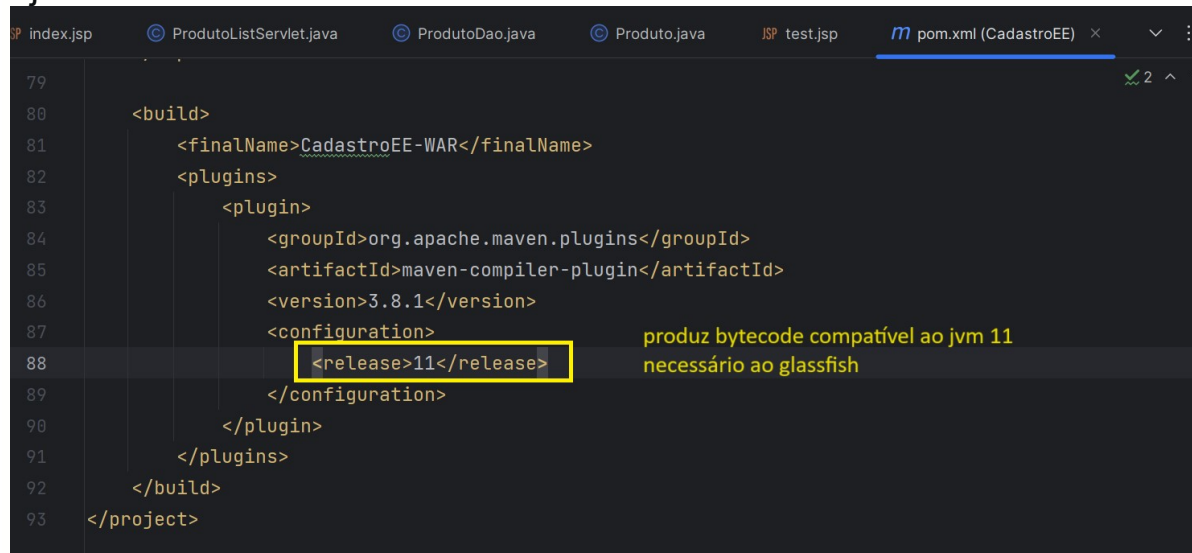 index.jsp ProdutoListServlet.java ProdutoDao.java Produto.java JSP test.jsp m pom.xml (CadastroEE) ×
79 2
80 <build>
81 <finalName>CadastroEE-WAR</finalName>
82 <plugins>
83 <plugin>
84 <groupId>org.apache.maven.plugins</groupId>
85 <artifactId>maven-compiler-plugin</artifactId>
86 <version>3.8.1</version>
87 <configuration> produz bytecode compatível ao jvm 11
88 <release>11</release> necessário ao glassfish
89 </configuration>
90 </plugin>
91 </plugins>
92 </build>
93 </project>